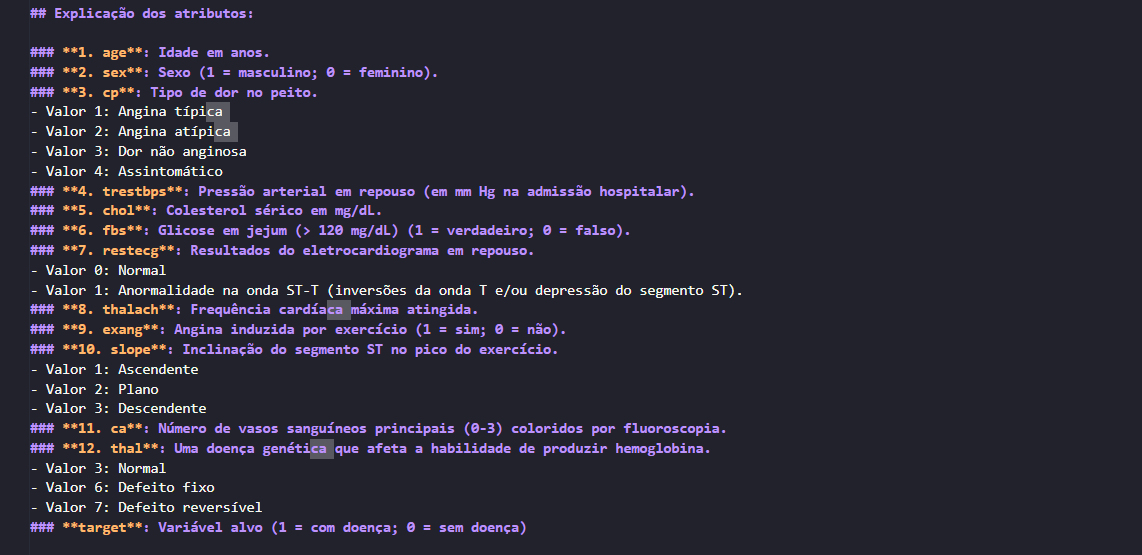 ## Explicação dos atributos:
### **1. age**: Idade em anos.
### **2. sex**: Sexo (1 = masculino; 0 = feminino).
### **3. cp**: Tipo de dor no peito.
- Valor 1: Angina típica
- Valor 2: Angina atípica
- Valor 3: Dor não anginosa
- Valor 4: Assintomático
### **4. trestbps**: Pressão arterial em repouso (em mm Hg na admissão hospitalar).
### **5. chol**: Colesterol sérico em mg/dL.
### **6. fbs**: Glicose em jejum (> 120 mg/dL) (1 = verdadeiro; 0 = falso).
### **7. restecg**: Resultados do eletrocardiograma em repouso.
- Valor 0: Normal
- Valor 1: Anormalidade na onda ST-T (inversões da onda T e/ou depressão do segmento ST).
### **8. thalach**: Frequência cardíaca máxima atingida.
### **9. exang**: Angina induzida por exercício (1 = sim; 0 = não).
### **10. slope**: Inclinação do segmento ST no pico do exercício.
- Valor 1: Ascendente
- Valor 2: Plano
- Valor 3: Descendente
### **11. ca**: Número de vasos sanguíneos principais (0-3) coloridos por fluoroscopia.
### **12. thal**: Uma doença genética que afeta a habilidade de produzir hemoglobina.
- Valor 3: Normal
- Valor 6: Defeito fixo
- Valor 7: Defeito reversível
### **target**: Variável alvo (1 = com doença; 0 = sem doença)